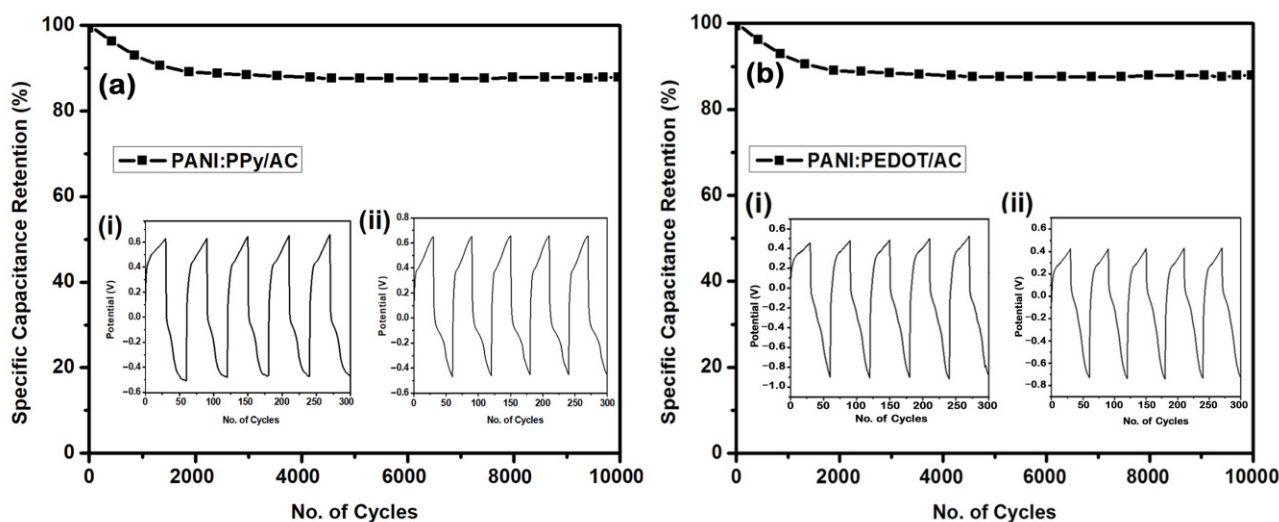 100
80
60
40
20
0
Specific Capacitance Retention (%)
(a)
PANI:PPy/AC
(i)
0.6
0.4
0.2
0.0
−0.2
−0.4
−0.6
Potential (V)
0 50 100 150 200 250 300
No. of Cycles
(ii)
0.8
0.6
0.4
0.2
0.0
−0.2
−0.4
−0.6
Potential (V)
0 50 100 150 200 250 300
No. of Cycles
0 2000 4000 6000 8000 10000
No. of Cycles
100
80
60
40
20
0
Specific Capacitance Retention (%)
(b)
PANI:PEDOT/AC
(i)
0.6
0.4
0.2
0.0
−0.2
−0.4
−0.6
−0.8
−1.0
Potential (V)
0 50 100 150 200 250 300
No. of Cycles
(ii)
0.6
0.4
0.2
0.0
−0.2
−0.4
−0.6
−0.8
Potential (V)
0 50 100 150 200 250 300
No. of Cycles
0 2000 4000 6000 8000 10000
No. of Cycles